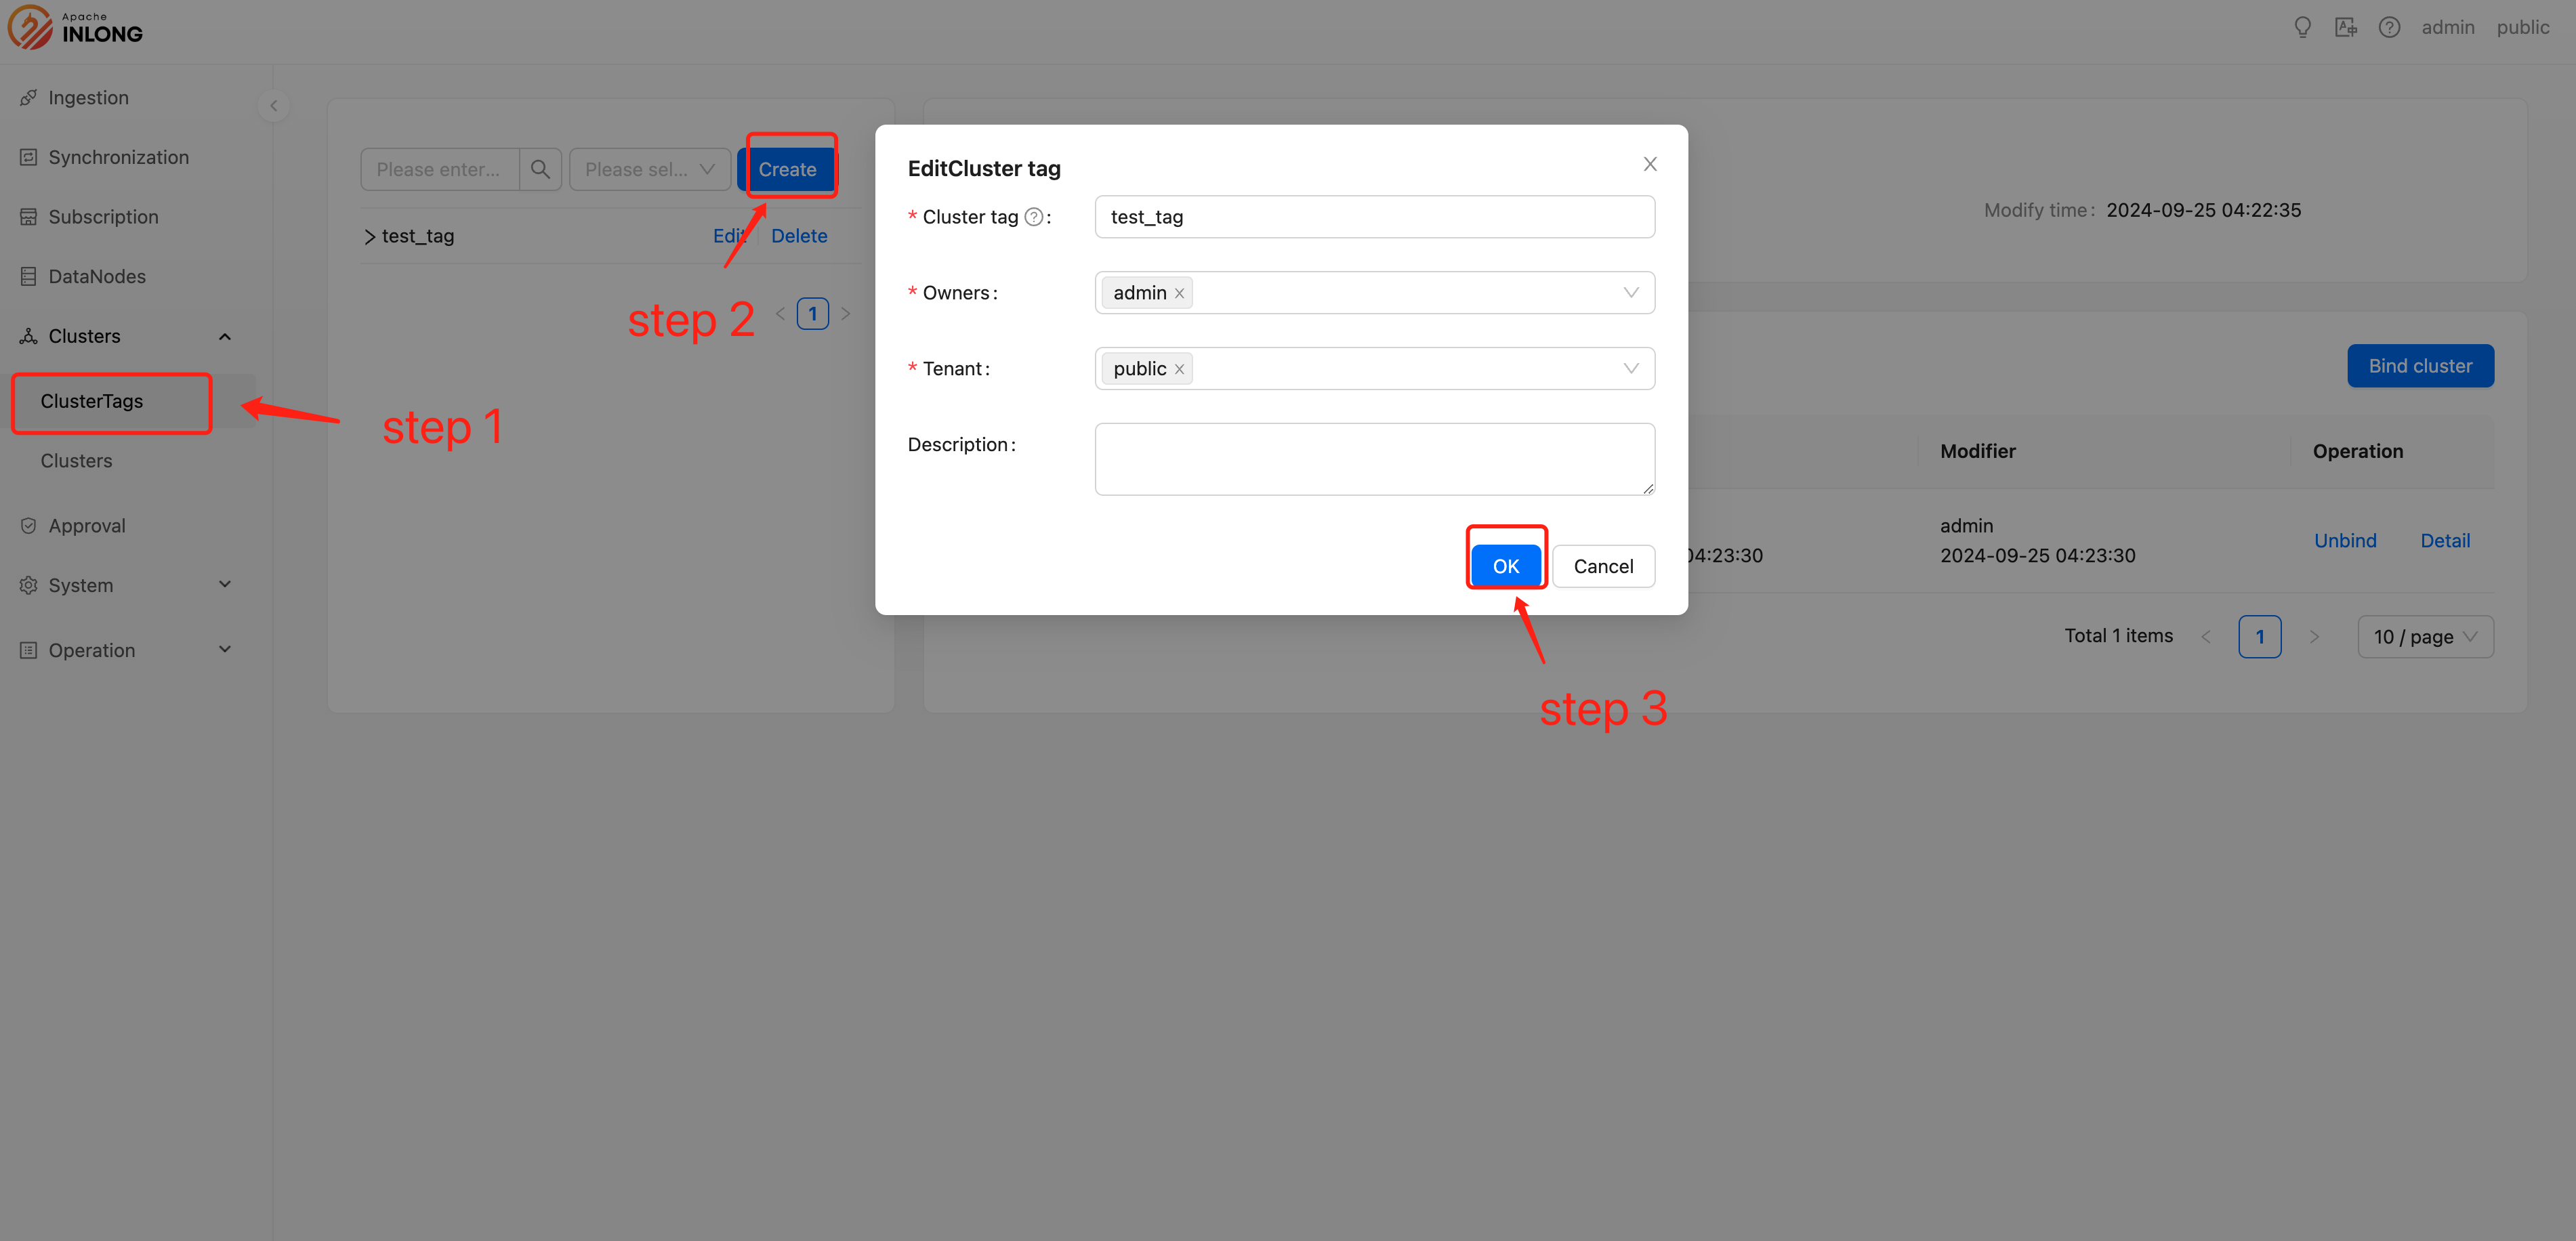 Apache
INLONG
admin
public
Ingestion
Synchronization
Subscription
DataNodes
Clusters
ClusterTags
Clusters
Approval
System
Operation
step 1
Please enter...
Please sel...
Create
test_tag
Edit
Delete
1
step 2
EditCluster tag
* Cluster tag ? :
test_tag
* Owners :
admin
* Tenant :
public
Description :
OK
Cancel
step 3
Modify time : 2024-09-25 04:22:35
Bind cluster
Modifier
Operation
04:23:30
admin
2024-09-25 04:23:30
Unbind
Detail
Total 1 items
1
10 / page